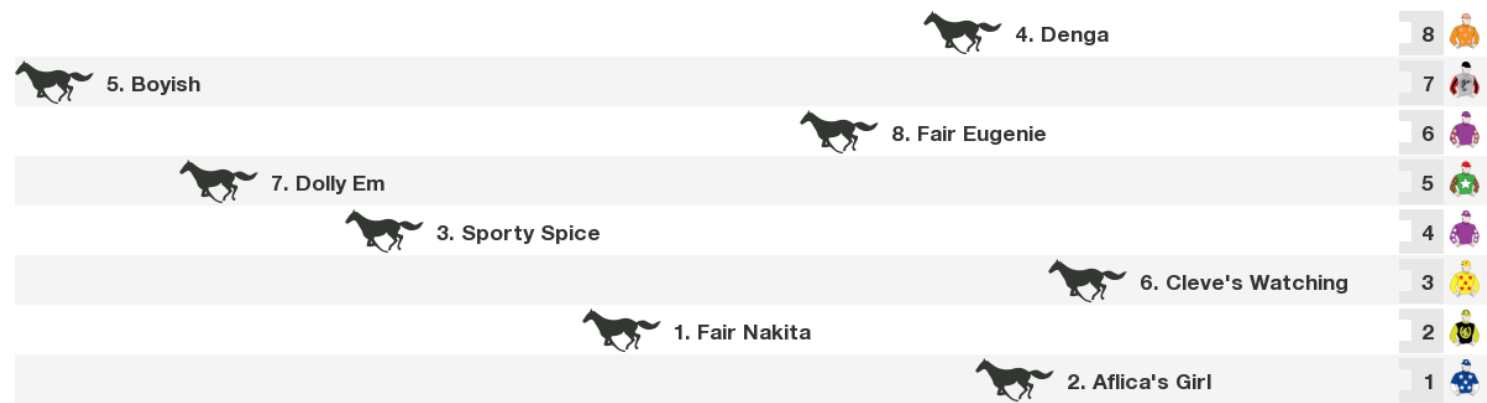 4. Denga 8
5. Boyish 7
8. Fair Eugenie 6
7. Dolly Em 5
3. Sporty Spice 4
6. Cleve's Watching 3
1. Fair Nakita 2
2. Aflica's Girl 1